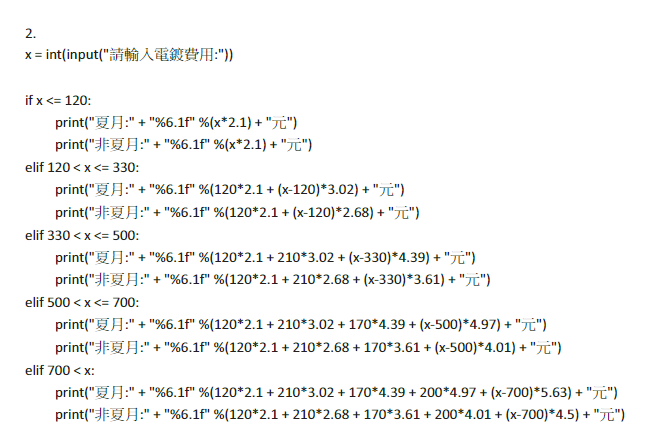 2.
x = int(input("請輸入電鍍費用:"))
if x <= 120:
print("夏月:" + "%6.1f" %(x*2.1) + "元")
print("非夏月:" + "%6.1f" %(x*2.1) + "元")
elif 120 < x <= 330:
print("夏月:" + "%6.1f" %(120*2.1 + (x-120)*3.02) + "元")
print("非夏月:" + "%6.1f" %(120*2.1 + (x-120)*2.68) + "元")
elif 330 < x <= 500:
print("夏月:" + "%6.1f" %(120*2.1 + 210*3.02 + (x-330)*4.39) + "元")
print("非夏月:" + "%6.1f" %(120*2.1 + 210*2.68 + (x-330)*3.61) + "元")
elif 500 < x <= 700:
print("夏月:" + "%6.1f" %(120*2.1 + 210*3.02 + 170*4.39 + (x-500)*4.97) + "元")
print("非夏月:" + "%6.1f" %(120*2.1 + 210*2.68 + 170*3.61 + (x-500)*4.01) + "元")
elif 700 < x:
print("夏月:" + "%6.1f" %(120*2.1 + 210*3.02 + 170*4.39 + 200*4.97 + (x-700)*5.63) + "元")
print("非夏月:" + "%6.1f" %(120*2.1 + 210*2.68 + 170*3.61 + 200*4.01 + (x-700)*4.5) + "元")